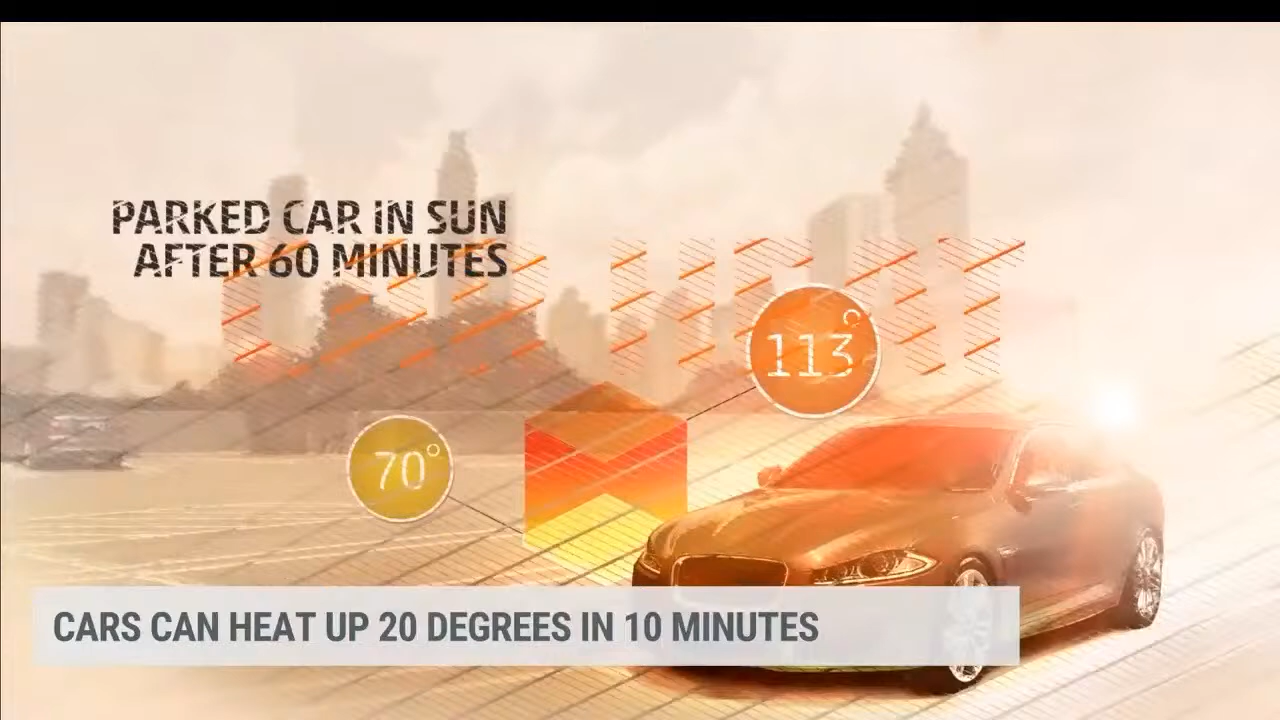 PARKED CAR IN SUN
AFTER 60 MINUTES
113°
70°
CARS CAN HEAT UP 20 DEGREES IN 10 MINUTES